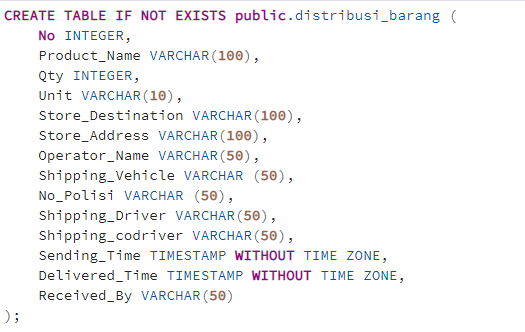 CREATE TABLE IF NOT EXISTS public.distribusi_barang (
    No INTEGER,
    Product_Name VARCHAR(100),
    Qty INTEGER,
    Unit VARCHAR(10),
    Store_Destination VARCHAR(100),
    Store_Address VARCHAR(100),
    Operator_Name VARCHAR(50),
    Shipping_Vehicle VARCHAR (50),
    No_Polisi VARCHAR (50),
    Shipping_Driver VARCHAR(50),
    Shipping_codriver VARCHAR(50),
    Sending_Time TIMESTAMP WITHOUT TIME ZONE,
    Delivered_Time TIMESTAMP WITHOUT TIME ZONE,
    Received_By VARCHAR(50)
);